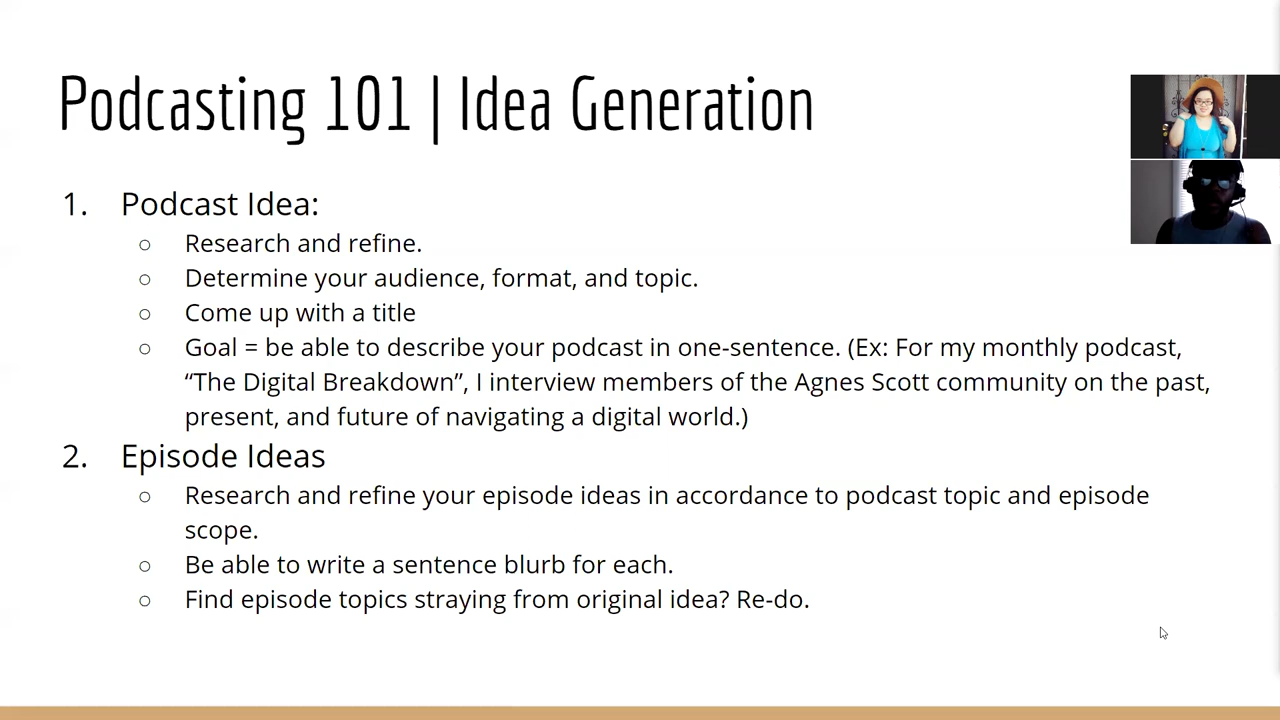 Podcasting 101 | Idea Generation
1. Podcast Idea:
○ Research and refine.
○ Determine your audience, format, and topic.
○ Come up with a title
○ Goal = be able to describe your podcast in one-sentence. (Ex: For my monthly podcast,
“The Digital Breakdown”, I interview members of the Agnes Scott community on the past,
present, and future of navigating a digital world.)
2. Episode Ideas
○ Research and refine your episode ideas in accordance to podcast topic and episode
scope.
○ Be able to write a sentence blurb for each.
○ Find episode topics straying from original idea? Re-do.